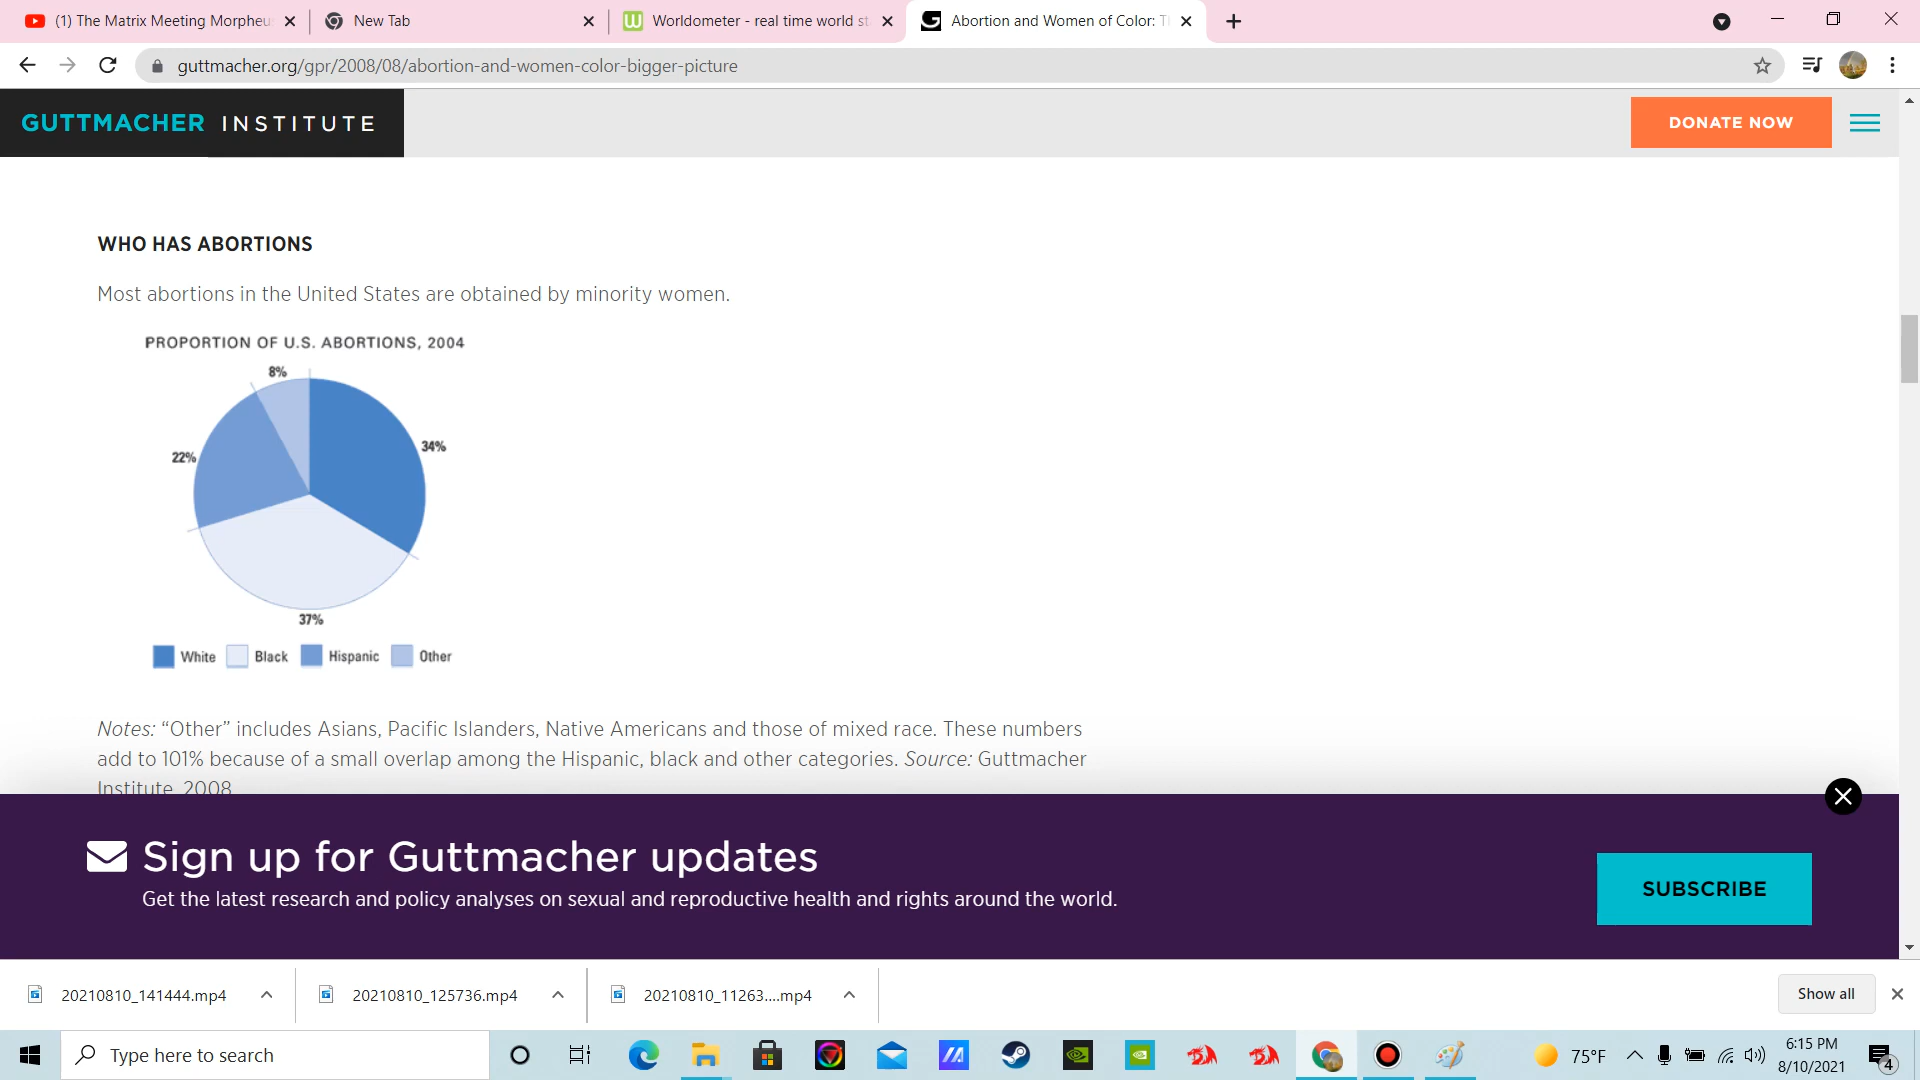 (1) The Matrix Meeting Morpheu
New Tab
Worldometer - real time world st
Abortion and Women of Color: T
guttmacher.org/gpr/2008/08/abortion-and-women-color-bigger-picture
GUTTMACHER INSTITUTE
DONATE NOW
WHO HAS ABORTIONS
Most abortions in the United States are obtained by minority women.
PROPORTION OF U.S. ABORTIONS, 2004
8%
34%
22%
37%
White Black Hispanic Other
Notes: “Other” includes Asians, Pacific Islanders, Native Americans and those of mixed race. These numbers
add to 101% because of a small overlap among the Hispanic, black and other categories. Source: Guttmacher
Institute, 2008
Sign up for Guttmacher updates
Get the latest research and policy analyses on sexual and reproductive health and rights around the world.
SUBSCRIBE
20210810_141444.mp4
20210810_125736.mp4
20210810_11263....mp4
Show all
Type here to search
75°F
6:15 PM
8/10/2021
4